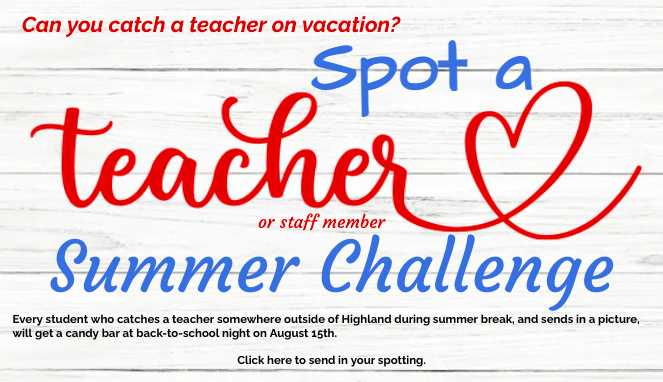 Can you catch a teacher on vacation?
Spot a
teacher
or staff member
Summer Challenge
Every student who catches a teacher somewhere outside of Highland during summer break, and sends in a picture,
will get a candy bar at back-to-school night on August 15th.
Click here to send in your spotting.